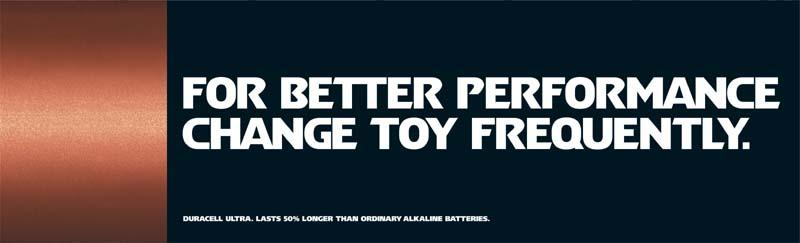 FOR BETTER PERFORMANCE
CHANGE TOY FREQUENTLY.
DURACELL ULTRA. LASTS 50% LONGER THAN ORDINARY ALKALINE BATTERIES.